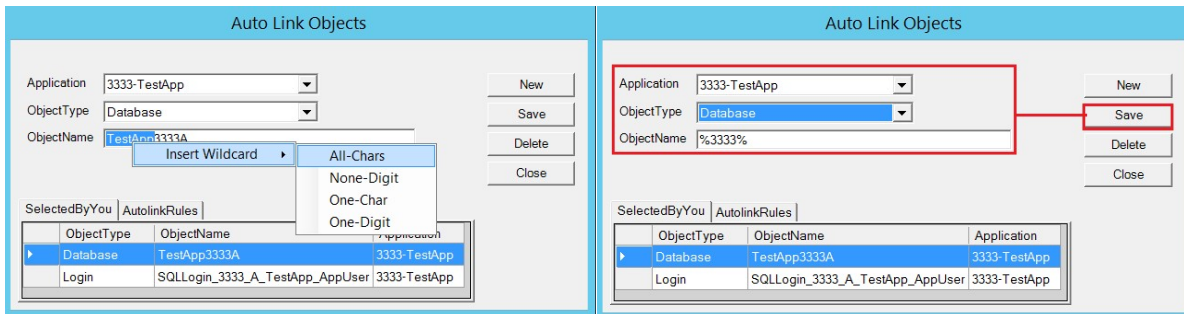 Auto Link Objects
Application 3333-TestApp New
ObjectType Database Save
ObjectName TestApp3333A Delete
Insert Wildcard All-Chars
Close
None-Digit
One-Char
One-Digit
SelectedByYou AutolinkRules
ObjectType ObjectName Application
Database TestApp3333A 3333-TestApp
Login SQLLogin_3333_A_TestApp_AppUser 3333-TestApp
Auto Link Objects
Application 3333-TestApp New
ObjectType Database Save
ObjectName %3333% Delete
Close
SelectedByYou AutolinkRules
ObjectType ObjectName Application
Database TestApp3333A 3333-TestApp
Login SQLLogin_3333_A_TestApp_AppUser 3333-TestApp